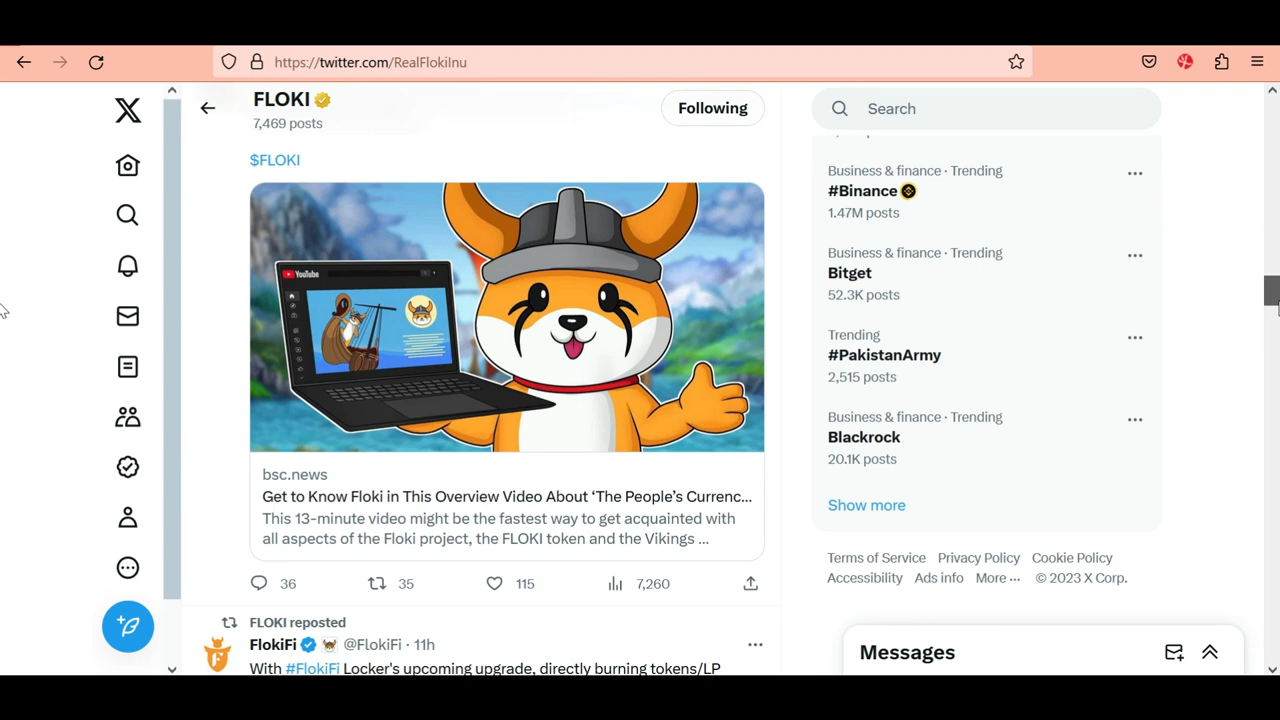 https://twitter.com/RealFlokiInu
FLOKI
7,469 posts
Following
$FLOKI
YouTube
bsc.news
Get to Know Floki in This Overview Video About ‘The People’s Currenc...
This 13-minute video might be the fastest way to get acquainted with
all aspects of the Floki project, the FLOKI token and the Vikings ...
36
35
115
7,260
FLOKI reposted
FlokiFi @FlokiFi · 11h
With #FlokiFi Locker's upcoming upgrade, directly burning tokens/LP
Search
Business & finance · Trending
#Binance
1.47M posts
Business & finance · Trending
Bitget
52.3K posts
Trending
#PakistanArmy
2,515 posts
Business & finance · Trending
Blackrock
20.1K posts
Show more
Terms of Service Privacy Policy Cookie Policy
Accessibility Ads info More ··· © 2023 X Corp.
Messages